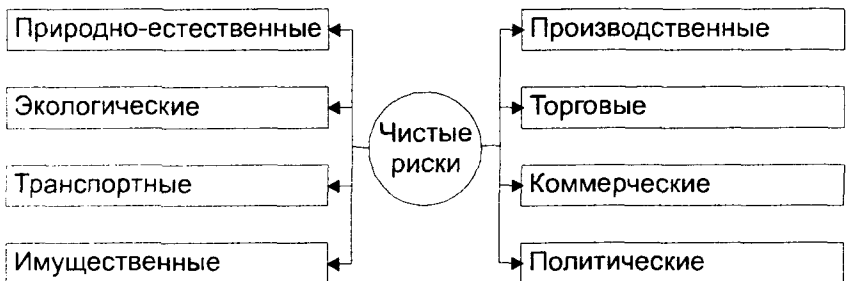 Природно-естественные
Экологические
Транспортные
Имущественные
Чистые
риски
Производственные
Торговые
Коммерческие
Политические